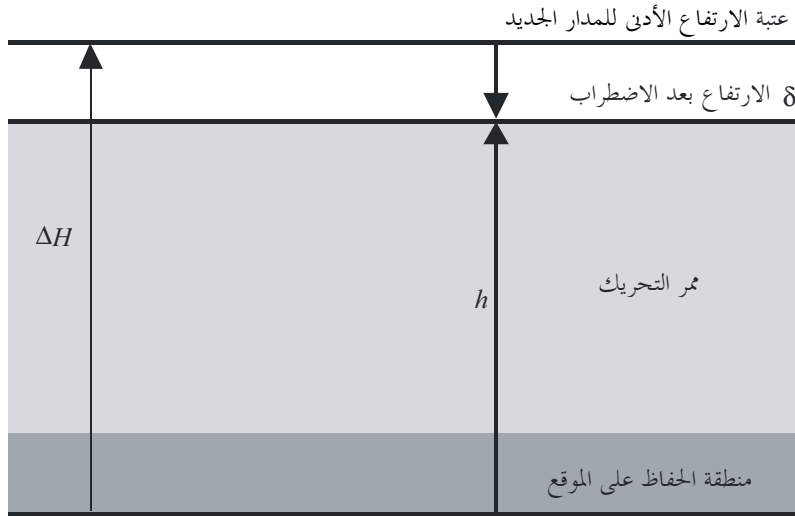 عتبة الارتفاع الأدنى للمدار الجديد
δ الارتفاع بعد الاضطراب
ΔH
ممر التحريك
h
منطقة الحفاظ على الموقع